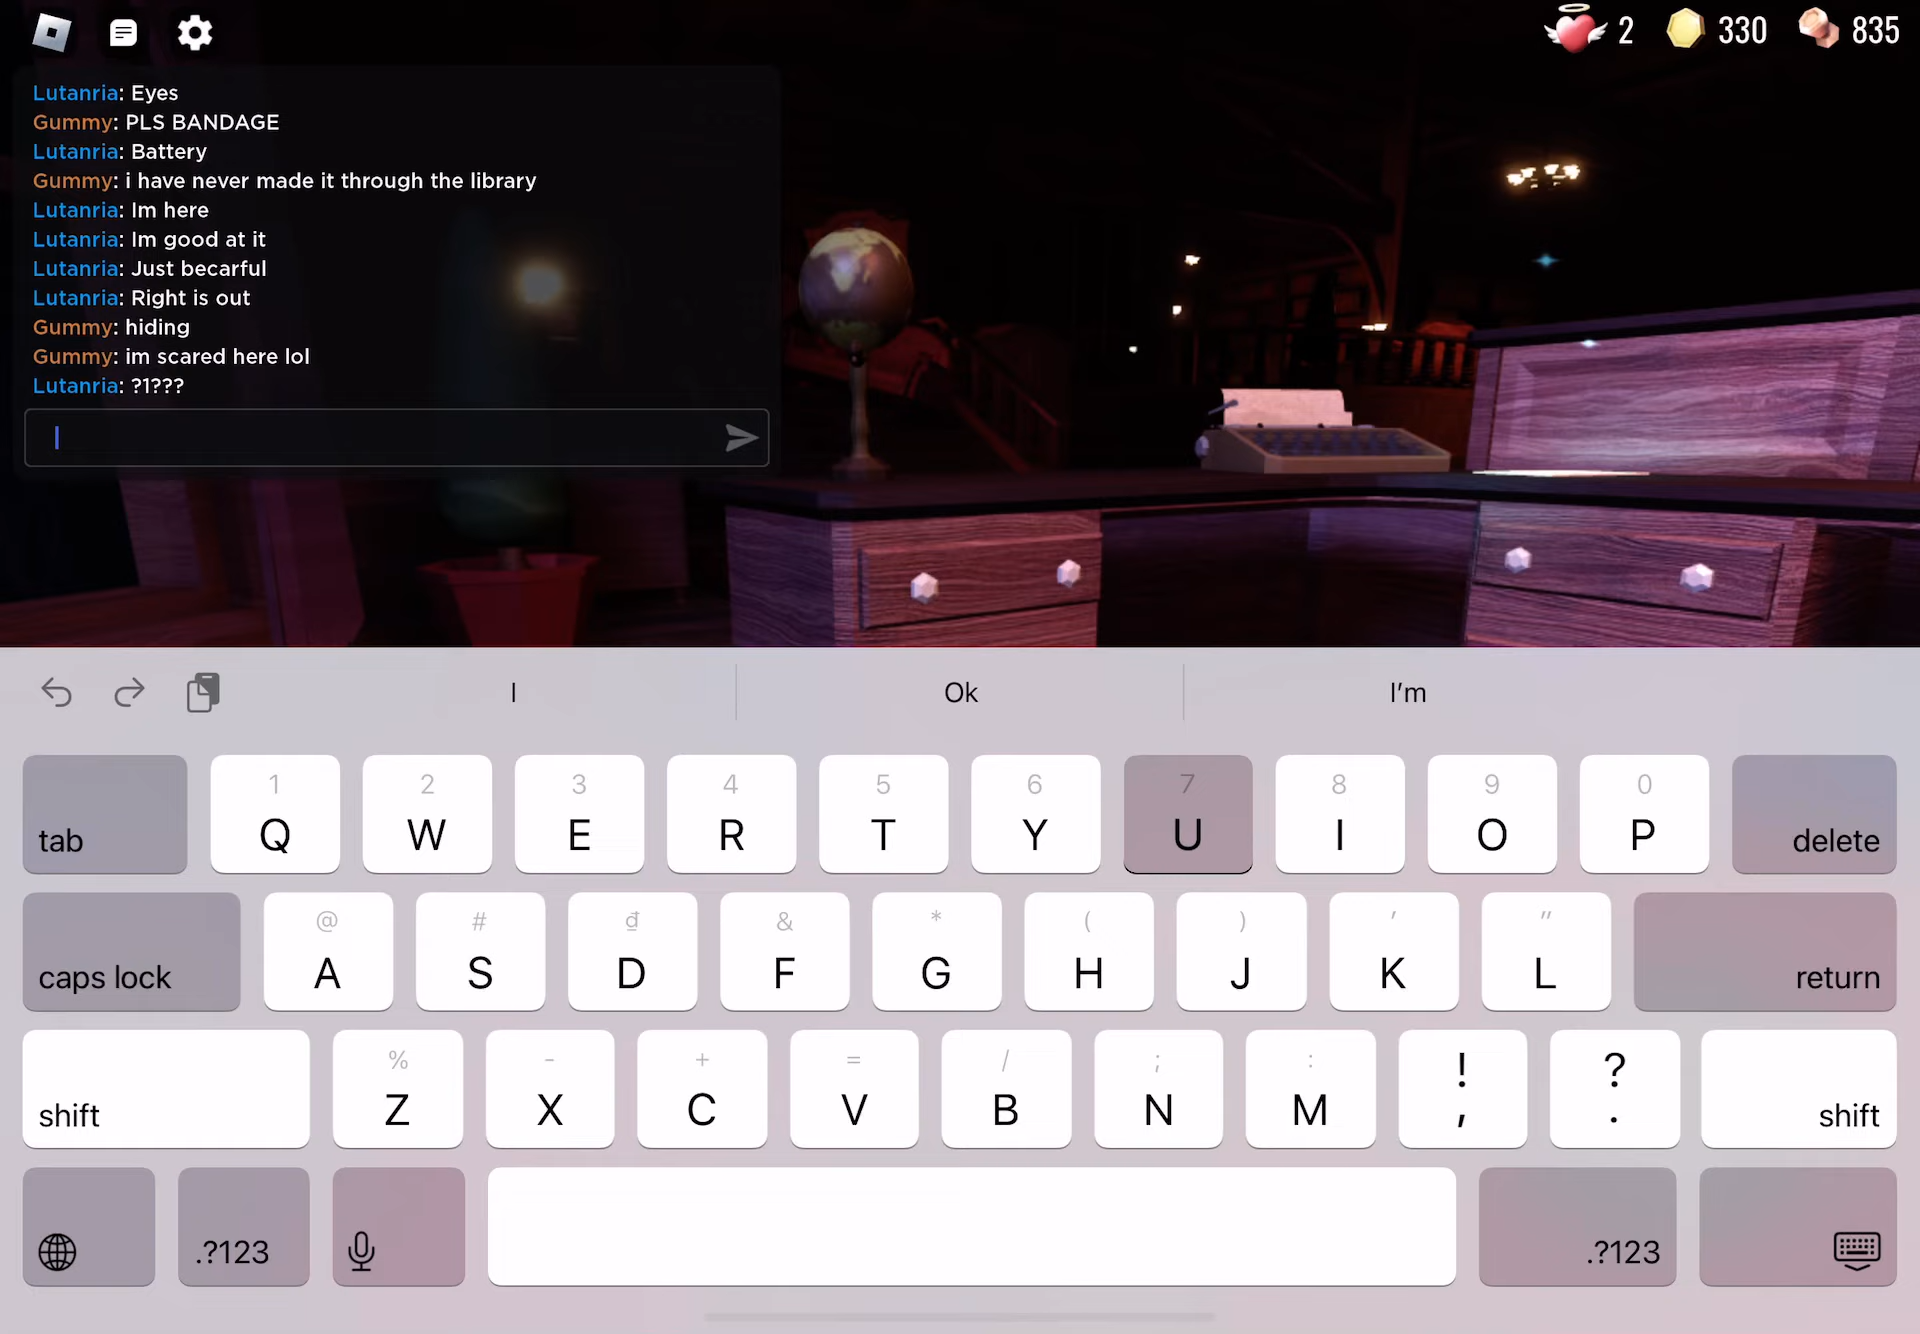 2 330 835
Lutanria: Eyes
Gummy: PLS BANDAGE
Lutanria: Battery
Gummy: i have never made it through the library
Lutanria: Im here
Lutanria: Im good at it
Lutanria: Just becarful
Lutanria: Right is out
Gummy: hiding
Gummy: im scared here lol
Lutanria: ?1???
I Ok I'm
1 2 3 4 5 6 7 8 9 0
tab Q W E R T Y U I O P delete
@ # đ & * ( ) ' "
caps lock A S D F G H J K L return
% - + = / ; : ! ?
shift Z X C V B N M , . shift
.?123 .?123